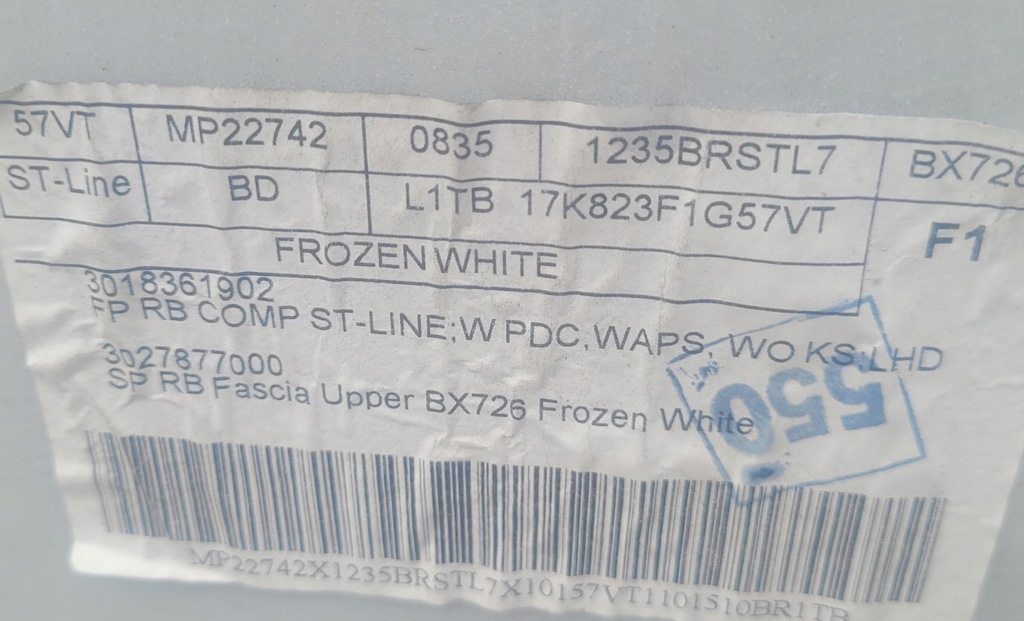 57VT MP22742 0835 1235BRSTL7 BX726
ST-Line BD L1TB 17K823F1G57VT F1
FROZEN WHITE
3018361902
FP RB COMP ST-LINE;W PDC,WAPS, WO KS,LHD
3027877000
SP RB Fascia Upper BX726 Frozen White
550
MP22742X1235BRSTL7X10157VT1101510BR1TB